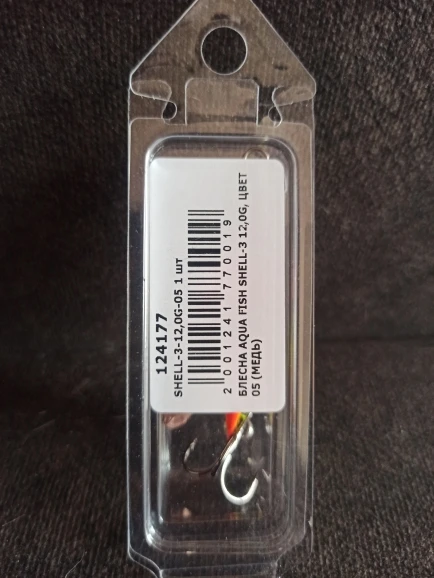 124177
SHELL-3-12,0G-05 1 шт
2 001241 770019
БЛЕСНА AQUA FISH SHELL-3 12,0G, ЦВЕТ
05 (МЕДЬ)